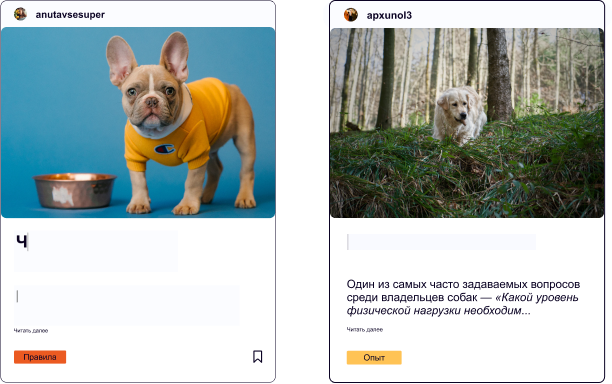 anutavsesuper
Ч
Читать далее
Правила
apxunol3
Один из самых часто задаваемых вопросов
среди владельцев собак — «Какой уровень
физической нагрузки необходим...
Читать далее
Опыт